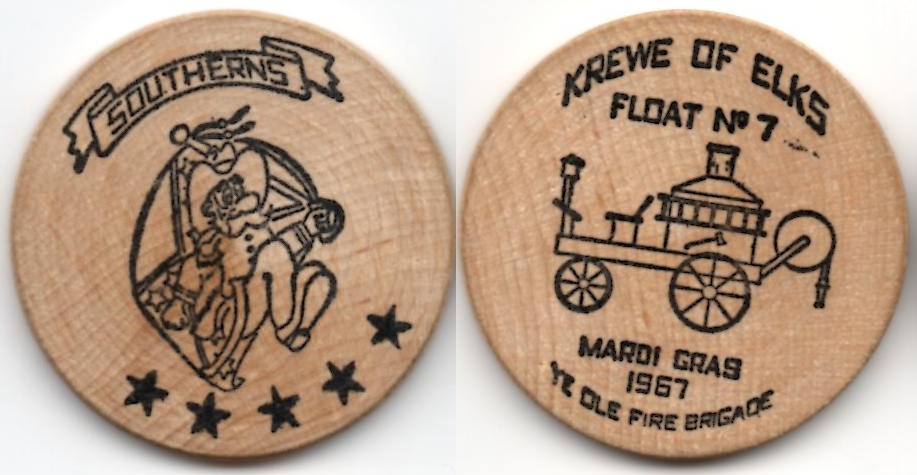 SOUTHERNS
KREWE OF ELKS
FLOAT Nº 7
MARDI GRAS
1967
YE OLE FIRE BRIGADE